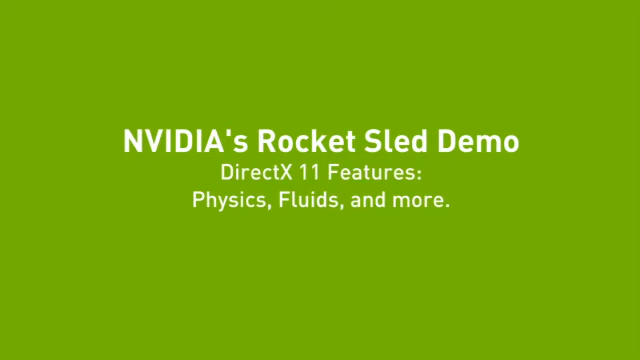 NVIDIA's Rocket Sled Demo
DirectX 11 Features:
Physics, Fluids, and more.